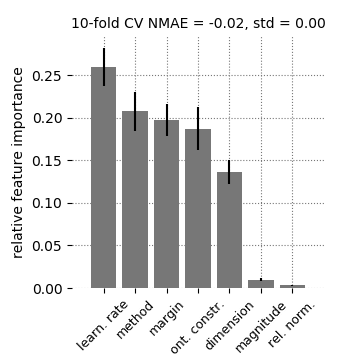 10-fold CV NMAE = -0.02, std = 0.00
relative feature importance
0.25
0.20
0.15
0.10
0.05
0.00
learn. rate
method
margin
ont. constr.
dimension
magnitude
rel. norm.